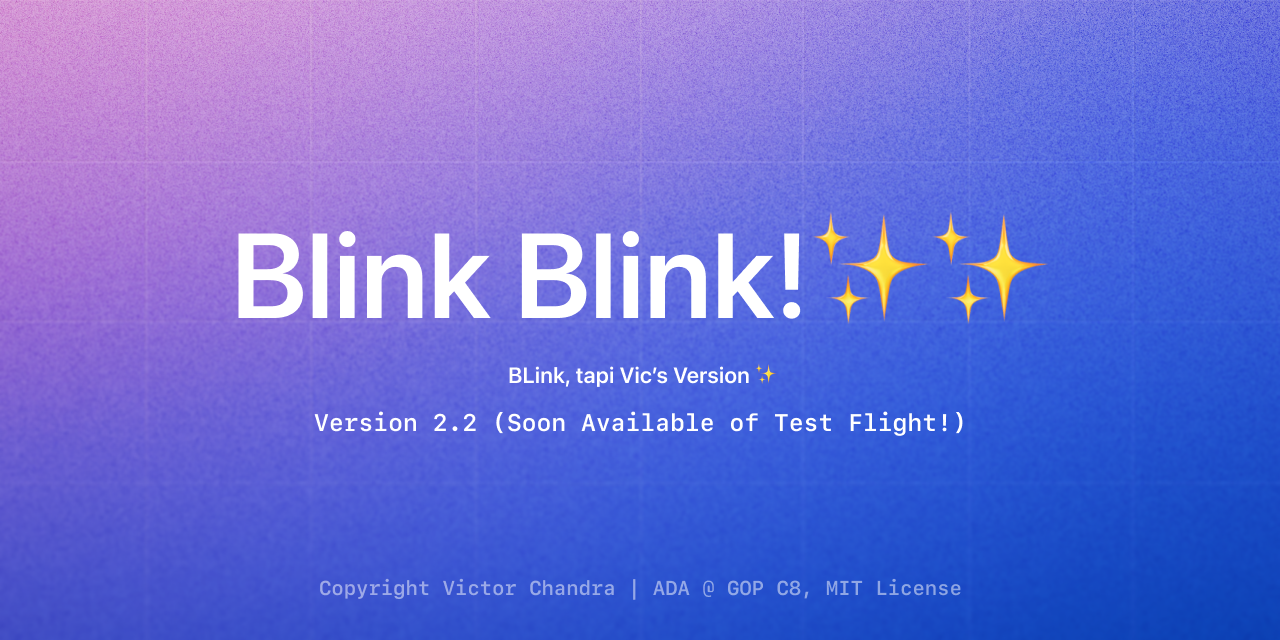 Blink Blink!✨✨
BLink, tapi Vic’s Version ✨
Version 2.2 (Soon Available of Test Flight!)
Copyright Victor Chandra | ADA @ GOP C8, MIT License